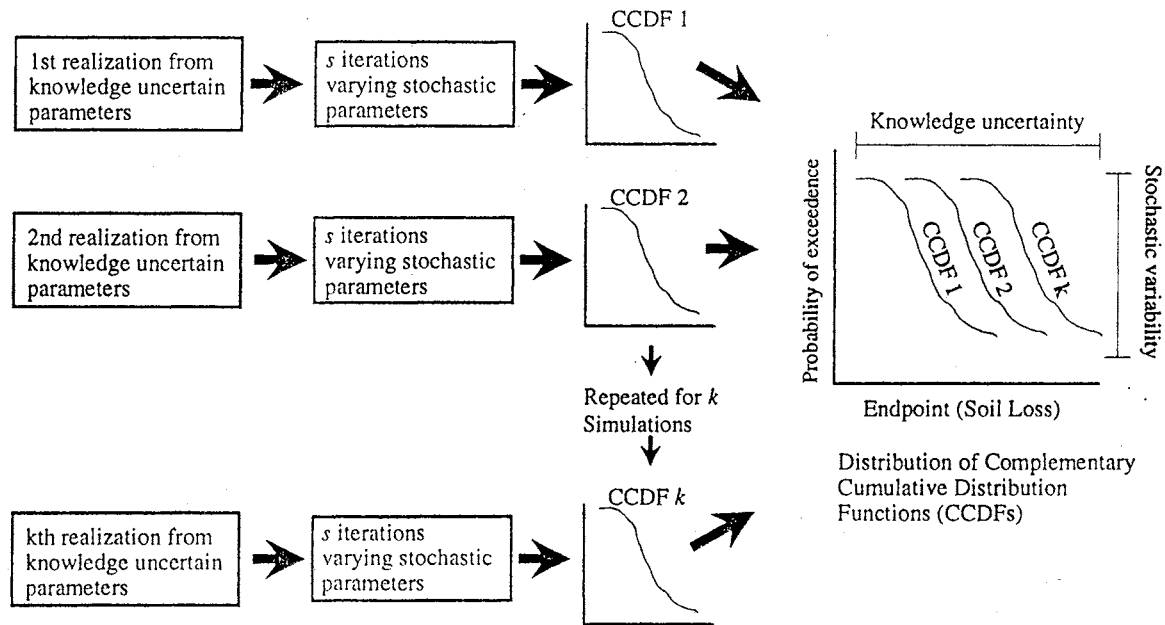 1st realization from
knowledge uncertain
parameters
s iterations
varying stochastic
parameters
CCDF 1
2nd realization from
knowledge uncertain
parameters
s iterations
varying stochastic
parameters
CCDF 2
Repeated for k
Simulations
kth realization from
knowledge uncertain
parameters
s iterations
varying stochastic
parameters
CCDF k
Knowledge uncertainty
Probability of exceedence
CCDF 1
CCDF 2
CCDF k
Stochastic variability
Endpoint (Soil Loss)
Distribution of Complementary
Cumulative Distribution
Functions (CCDFs)